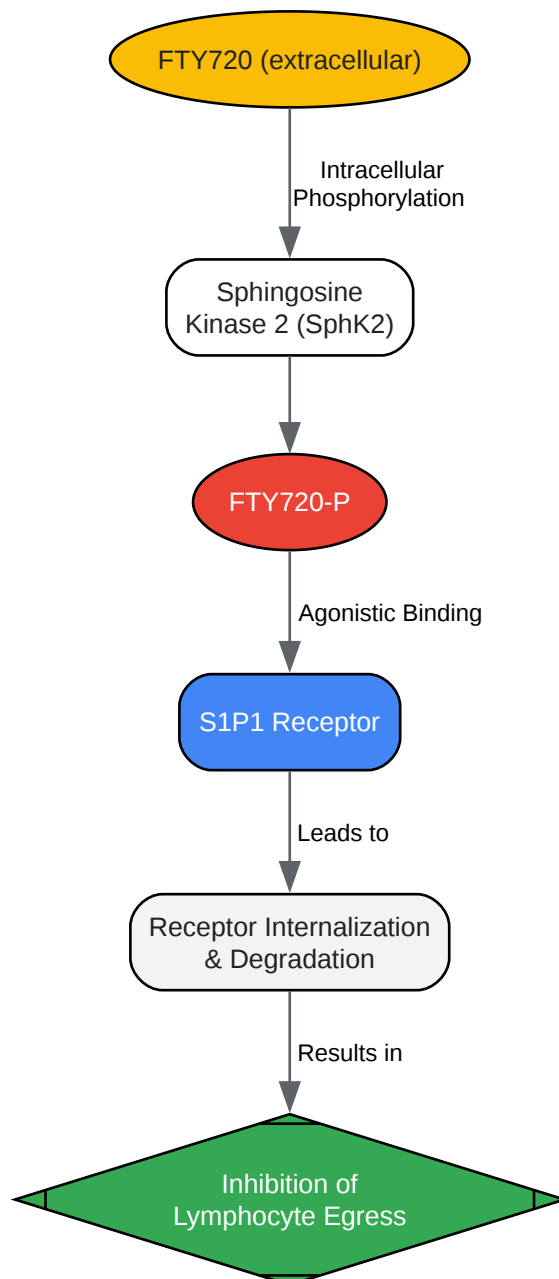 FTY720 (extracellular)
Intracellular
Phosphorylation
Sphingosine
Kinase 2 (SphK2)
FTY720-P
Agonistic Binding
S1P1 Receptor
Leads to
Receptor Internalization
& Degradation
Results in
Inhibition of
Lymphocyte Egress